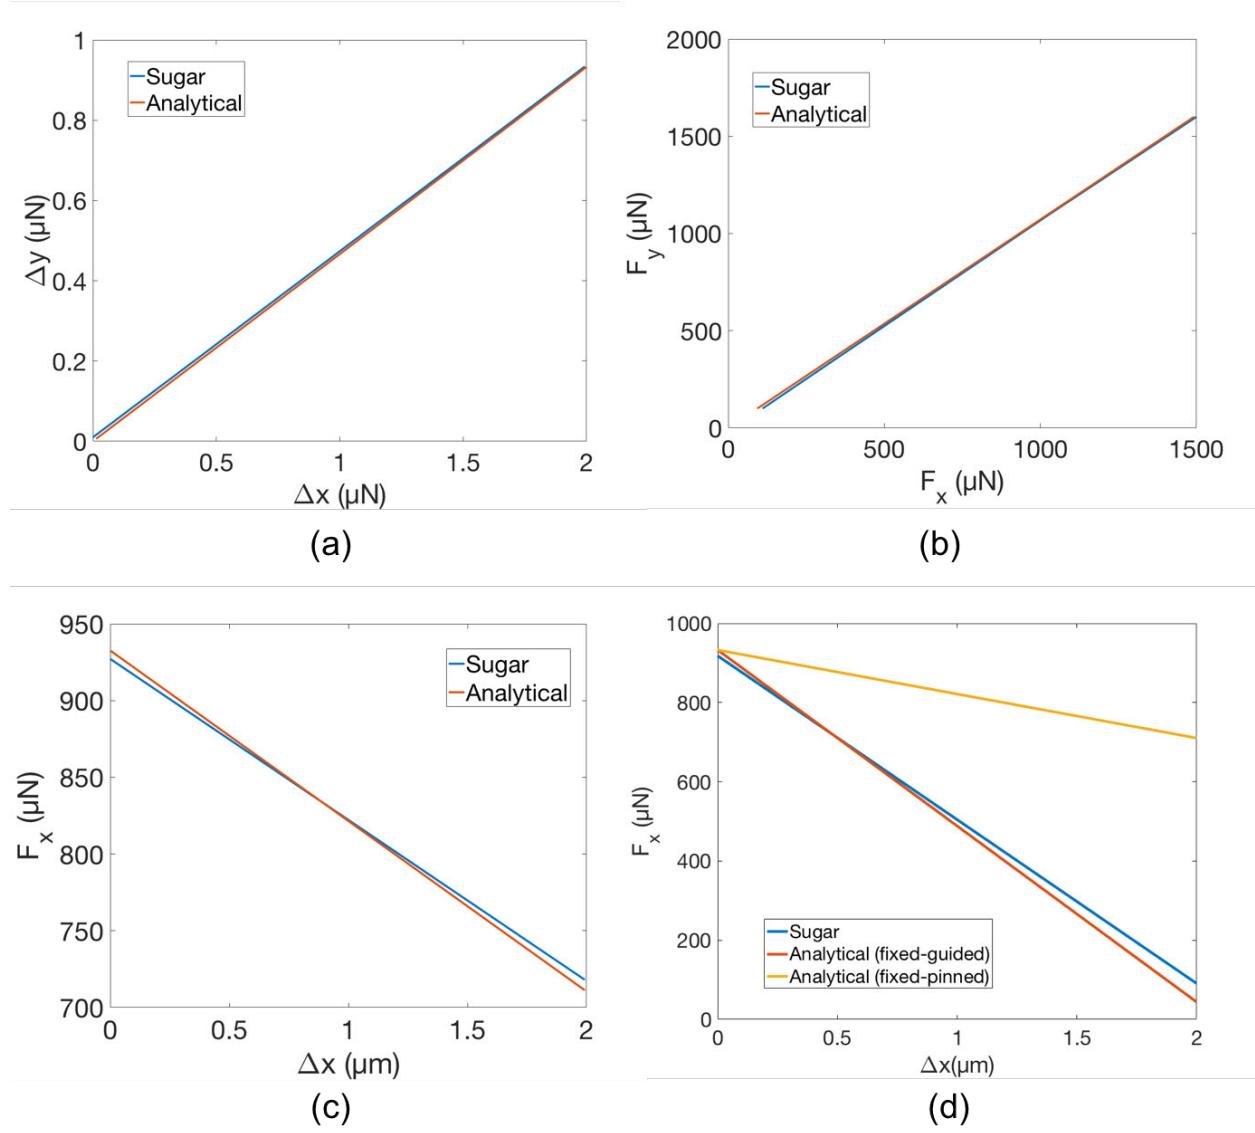 1
0.8
0.6
0.4
0.2
0
0 0.5 1 1.5 2
Δy (µN)
Δx (µN)
Sugar
Analytical
(a)
2000
1500
1000
500
0
0 500 1000 1500
F_y (µN)
F_x (µN)
Sugar
Analytical
(b)
950
900
850
800
750
700
0 0.5 1 1.5 2
F_x (µN)
Δx (µm)
Sugar
Analytical
(c)
1000
800
600
400
200
0
0 0.5 1 1.5 2
F_x (µN)
Δx(µm)
Sugar
Analytical (fixed-guided)
Analytical (fixed-pinned)
(d)